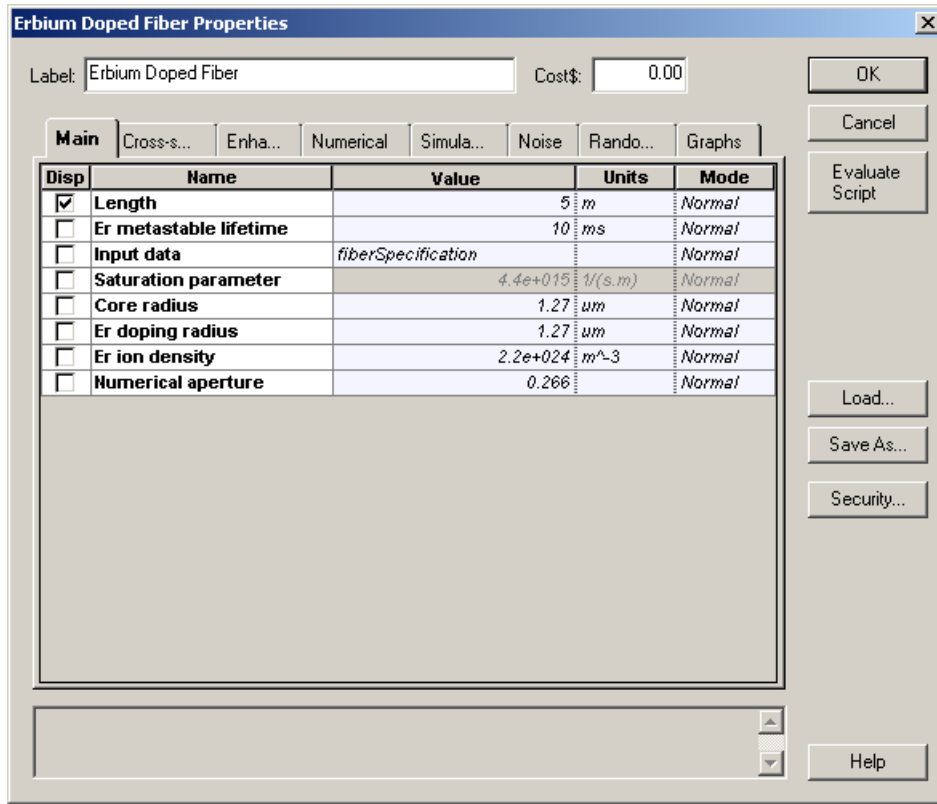 Erbium Doped Fiber Properties
Label: Erbium Doped Fiber Cost$: 0.00 OK
Cancel
Main Cross-s... Enha... Numerical Simula... Noise Rando... Graphs
Evaluate Script
Disp Name Value Units Mode
Length 5 m Normal
Er metastable lifetime 10 ms Normal
Input data fiberSpecification Normal
Saturation parameter 4.4e+015 1/(s.m) Normal
Core radius 1.27 um Normal
Er doping radius 1.27 um Normal
Er ion density 2.2e+024 m^-3 Normal
Numerical aperture 0.266 Normal
Load...
Save As...
Security...
Help